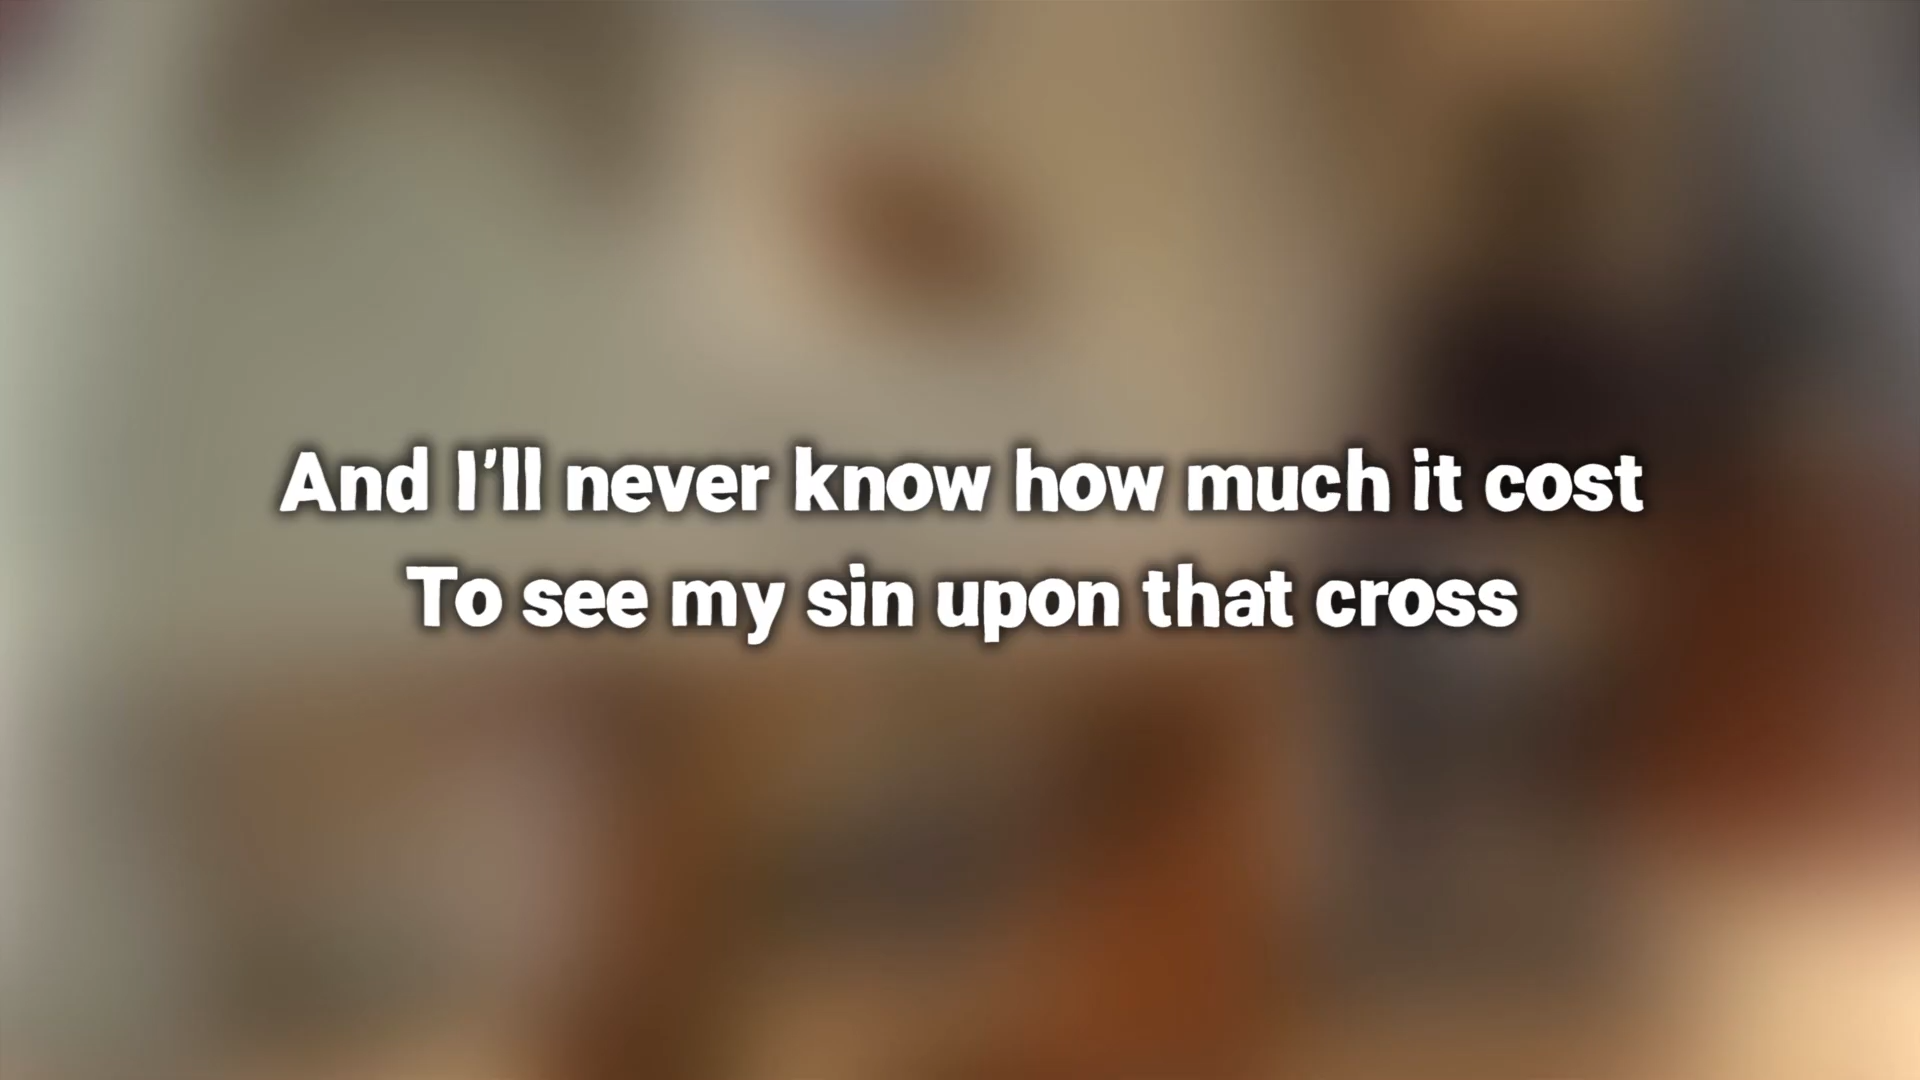 And I’ll never know how much it cost
To see my sin upon that cross